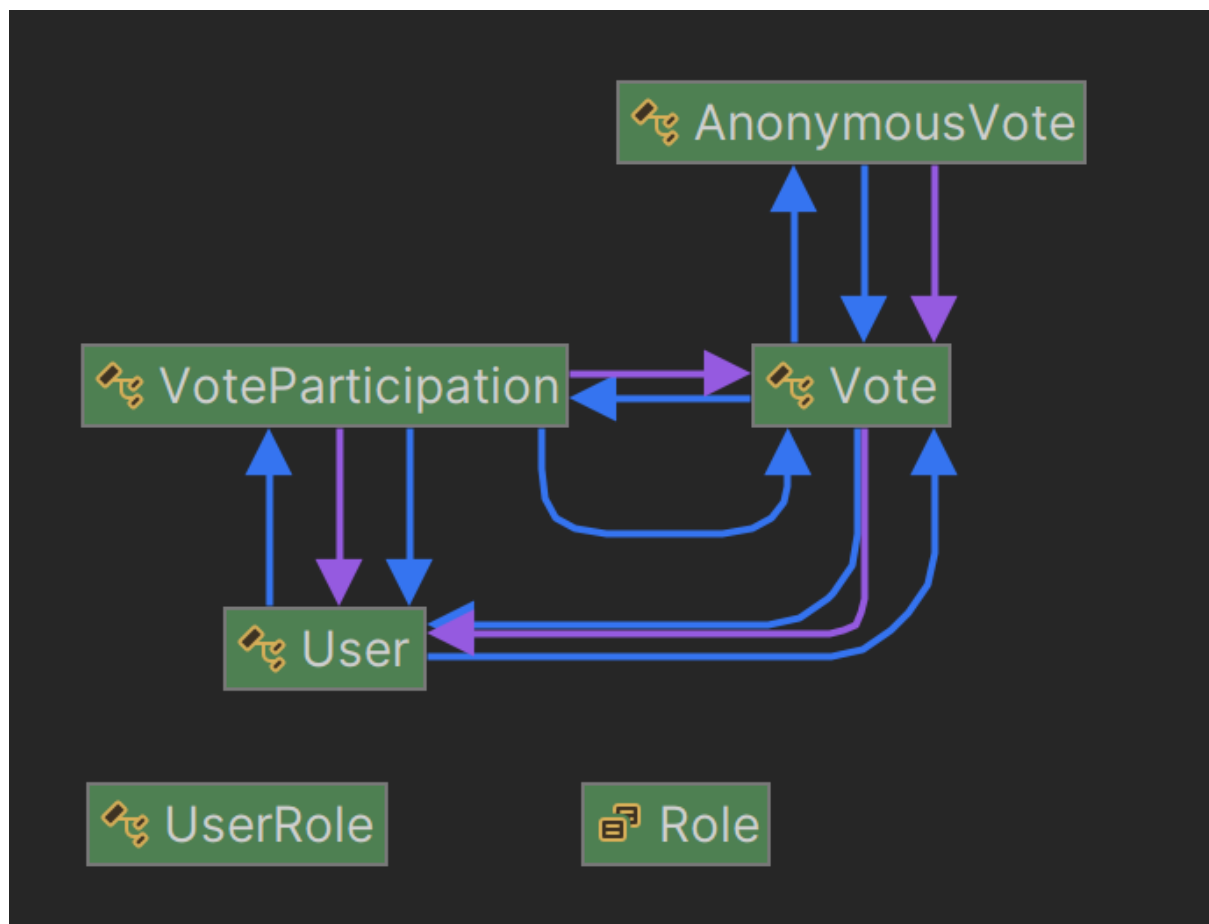 AnonymousVote
VoteParticipation
Vote
User
UserRole
Role